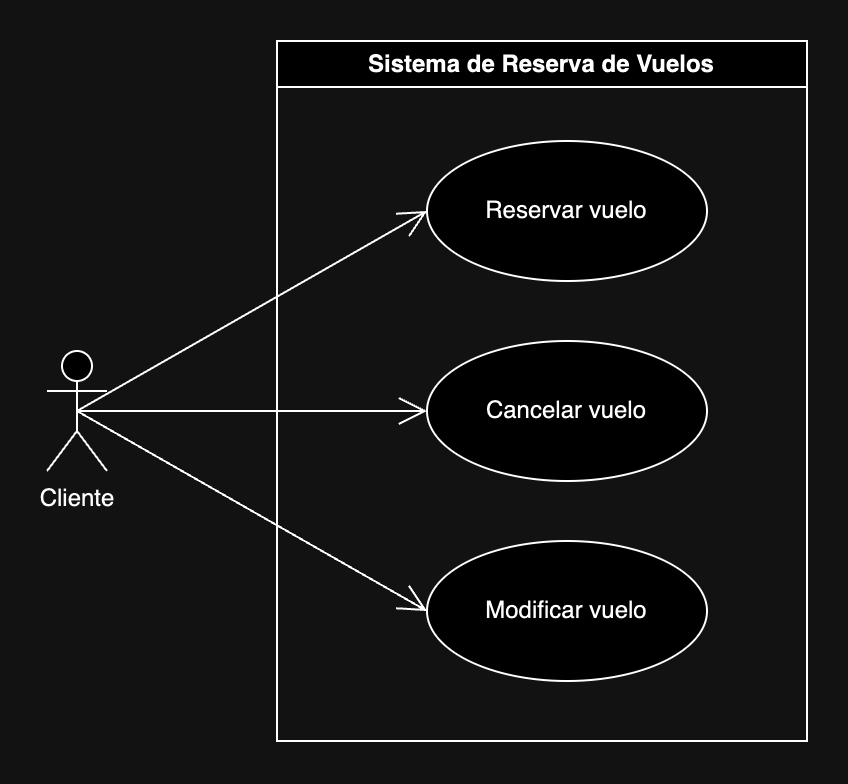 Sistema de Reserva de Vuelos
Reservar vuelo
Cancelar vuelo
Cliente
Modificar vuelo